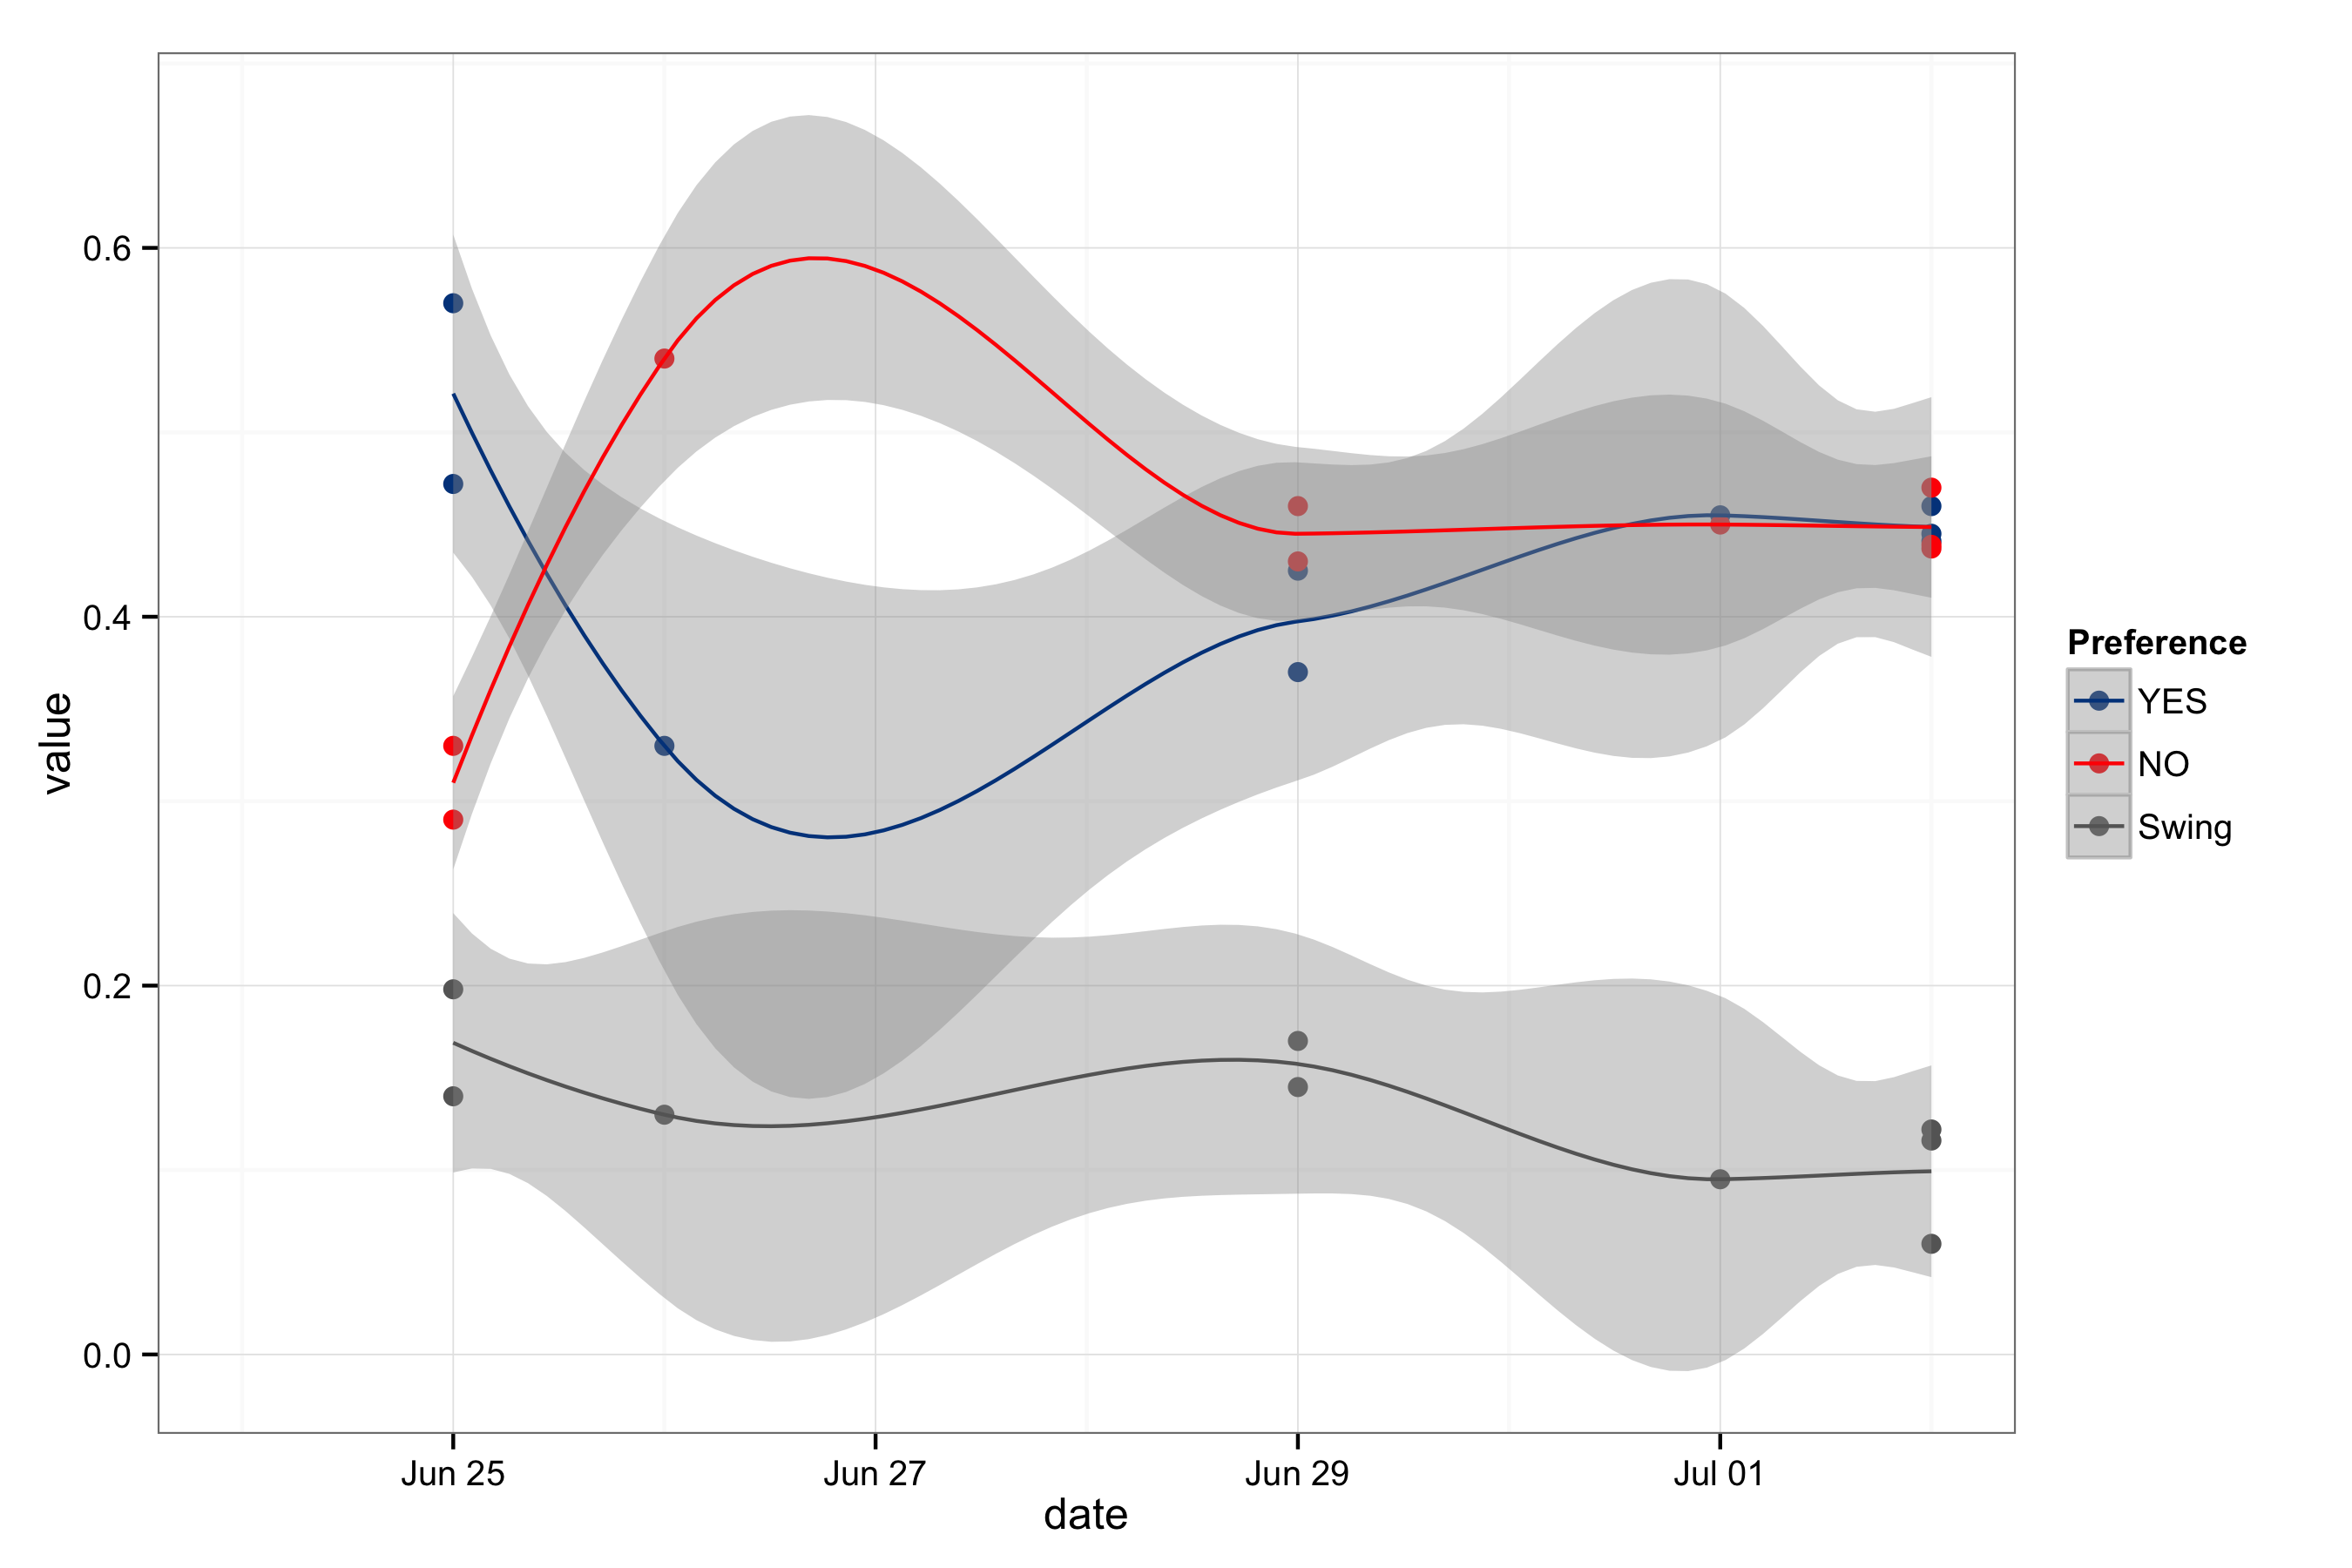 0.6
0.4
0.2
0.0
value
Jun 25
Jun 27
Jun 29
Jul 01
date
Preference
YES
NO
Swing